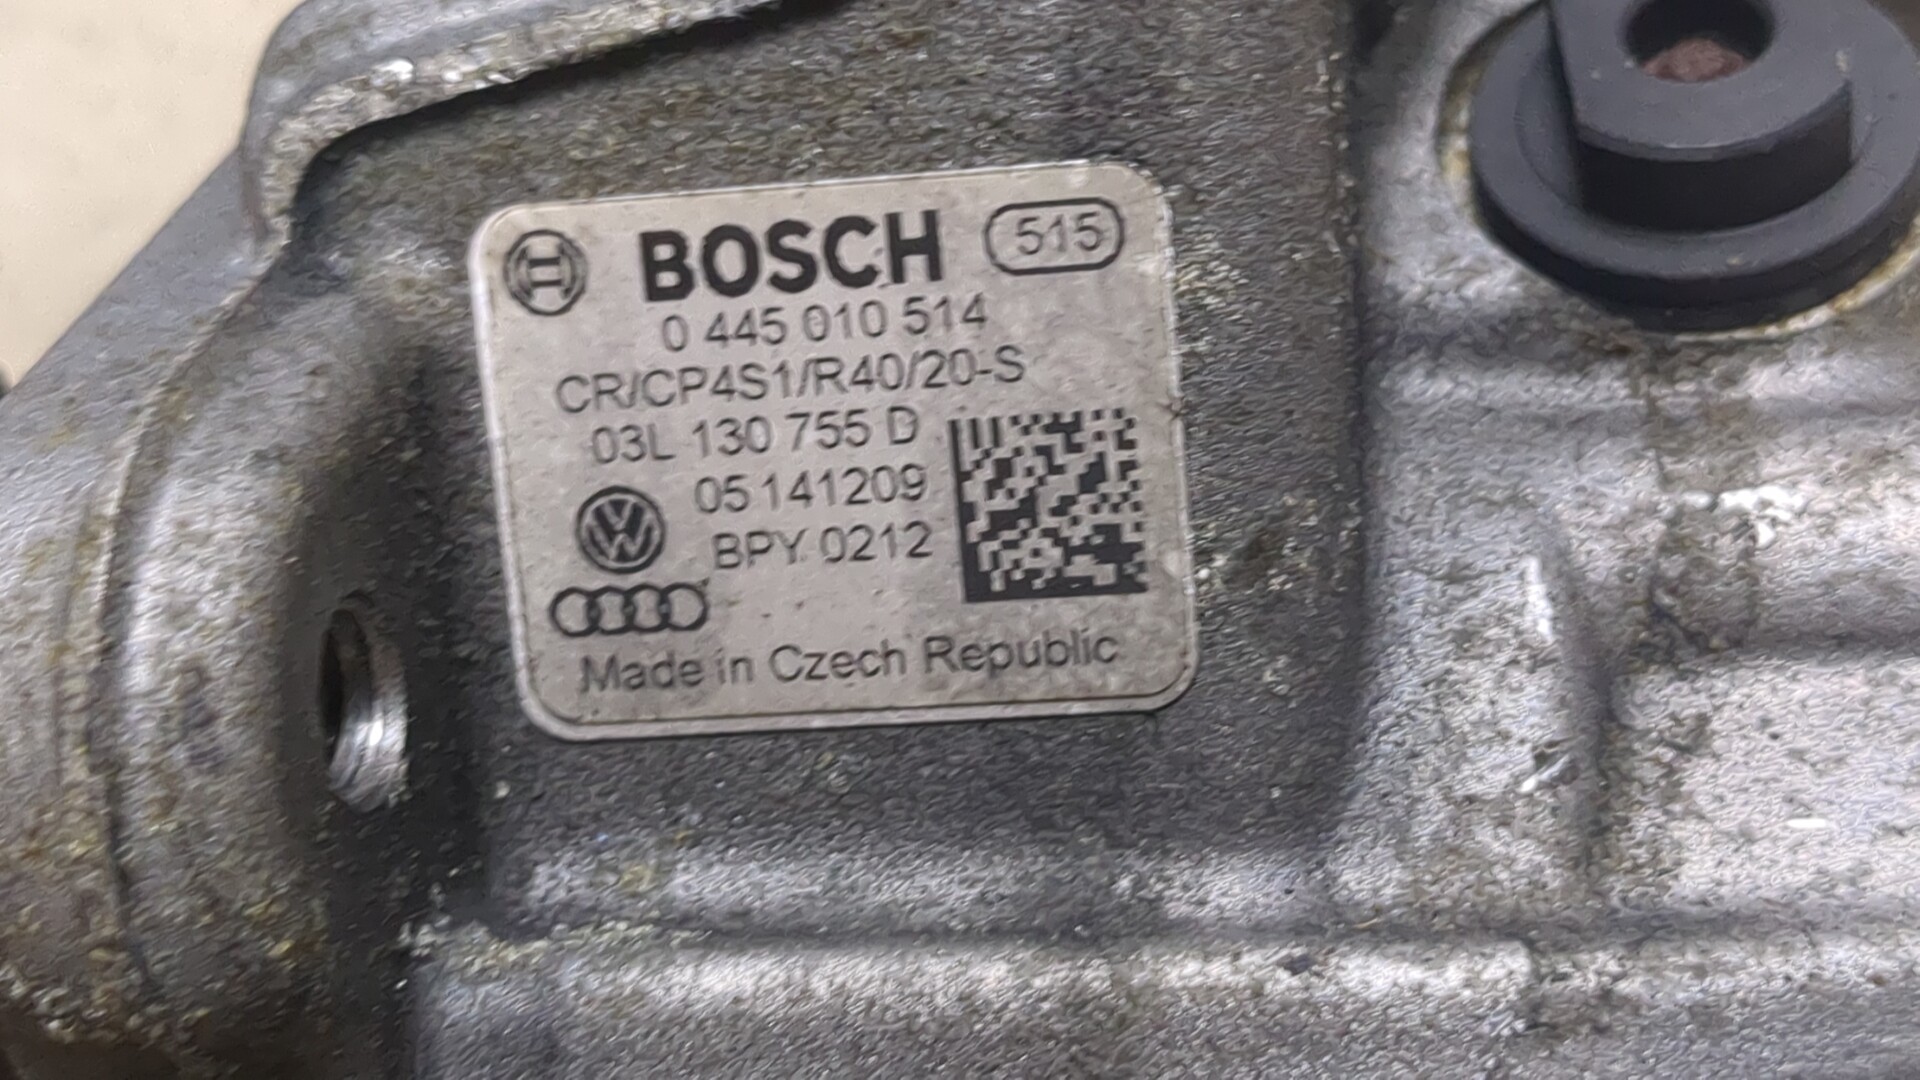 BOSCH 515
0 445 010 514
CR/CP4S1/R40/20-S
03L 130 755 D
05141209
BPY 0212
Made in Czech Republic